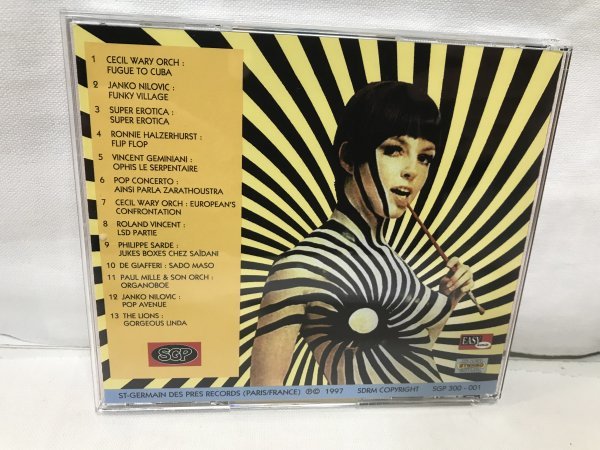 1 CECIL WARY ORCH :
FUGUE TO CUBA
2 JANKO NILOVIC :
FUNKY VILLAGE
3 SUPER EROTICA :
SUPER EROTICA
4 RONNIE HALZERHURST :
FLIP FLOP
5 VINCENT GEMINIANI :
OPHIS LE SERPENTAIRE
6 POP CONCERTO :
AINSI PARLA ZARATHOUSTRA
7 CECIL WARY ORCH : EUROPEAN'S
CONFRONTATION
8 ROLAND VINCENT :
LSD PARTIE
9 PHILIPPE SARDE :
JUKES BOXES CHEZ SAÏDANI
10 DE GIAFFERI : SADO MASO
11 PAUL MILLE & SON ORCH :
ORGANOBOE
12 JANKO NILOVIC :
POP AVENUE
13 THE LIONS :
GORGEOUS LINDA
SGP
EASY
STEREO
ST-GERMAIN DES PRES RECORDS (PARIS/FRANCE) ℗© 1997 SDRM COPYRIGHT SGP 300 - 001